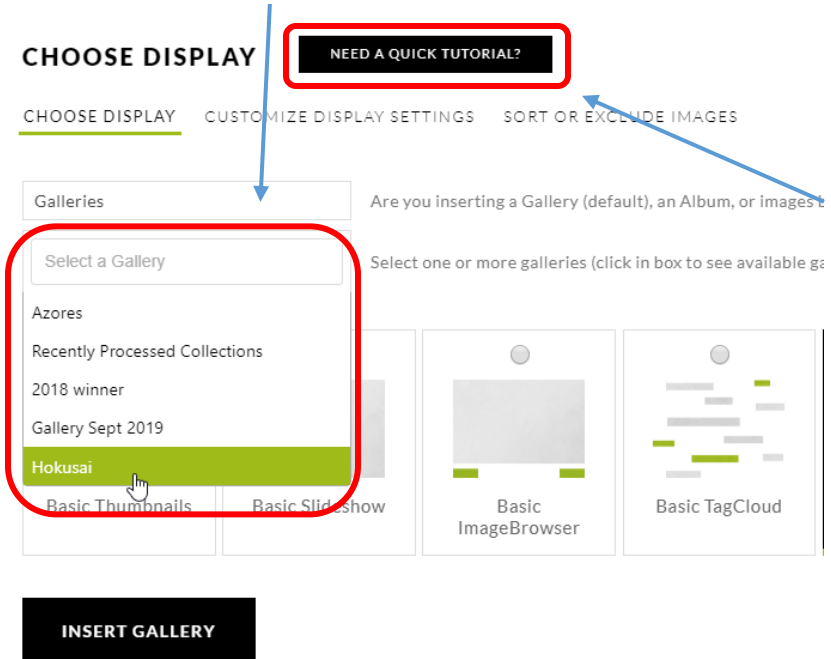 CHOOSE DISPLAY
NEED A QUICK TUTORIAL?
CHOOSE DISPLAY
CUSTOMIZE DISPLAY SETTINGS
SORT OR EXCLUDE IMAGES
Galleries
Are you inserting a Gallery (default), an Album, or images
Select a Gallery
Select one or more galleries (click in box to see available
Azores
Recently Processed Collections
2018 winner
Gallery Sept 2019
Hokusai
Basic Thumbnails
Basic Slideshow
Basic
ImageBrowser
Basic TagCloud
INSERT GALLERY